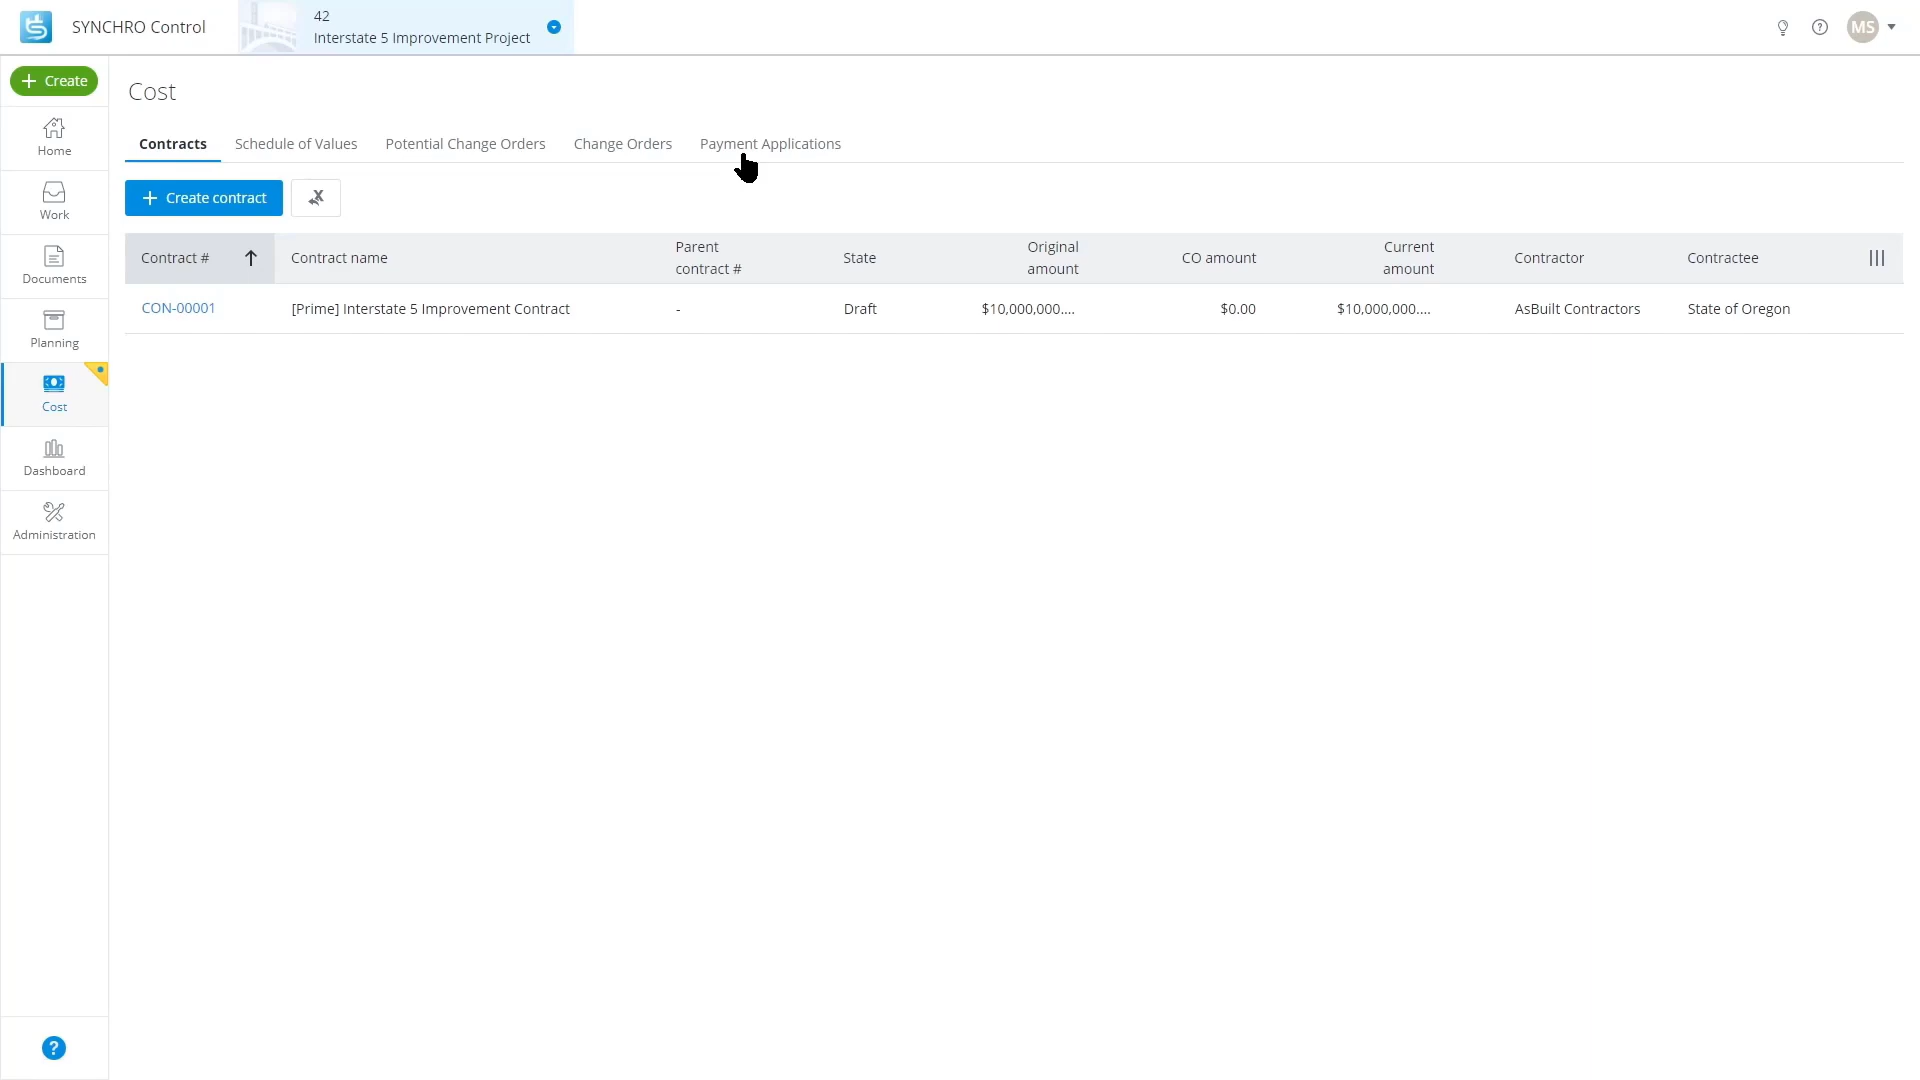 SYNCHRO Control
42
Interstate 5 Improvement Project
MS
Create
Home
Work
Documents
Planning
Cost
Dashboard
Administration
?
Cost
Contracts Schedule of Values Potential Change Orders Change Orders Payment Applications
Create contract
Contract # Contract name Parent contract # State Original amount CO amount Current amount Contractor Contractee
CON-00001 [Prime] Interstate 5 Improvement Contract - Draft $10,000,000.... $0.00 $10,000,000.... AsBuilt Contractors State of Oregon